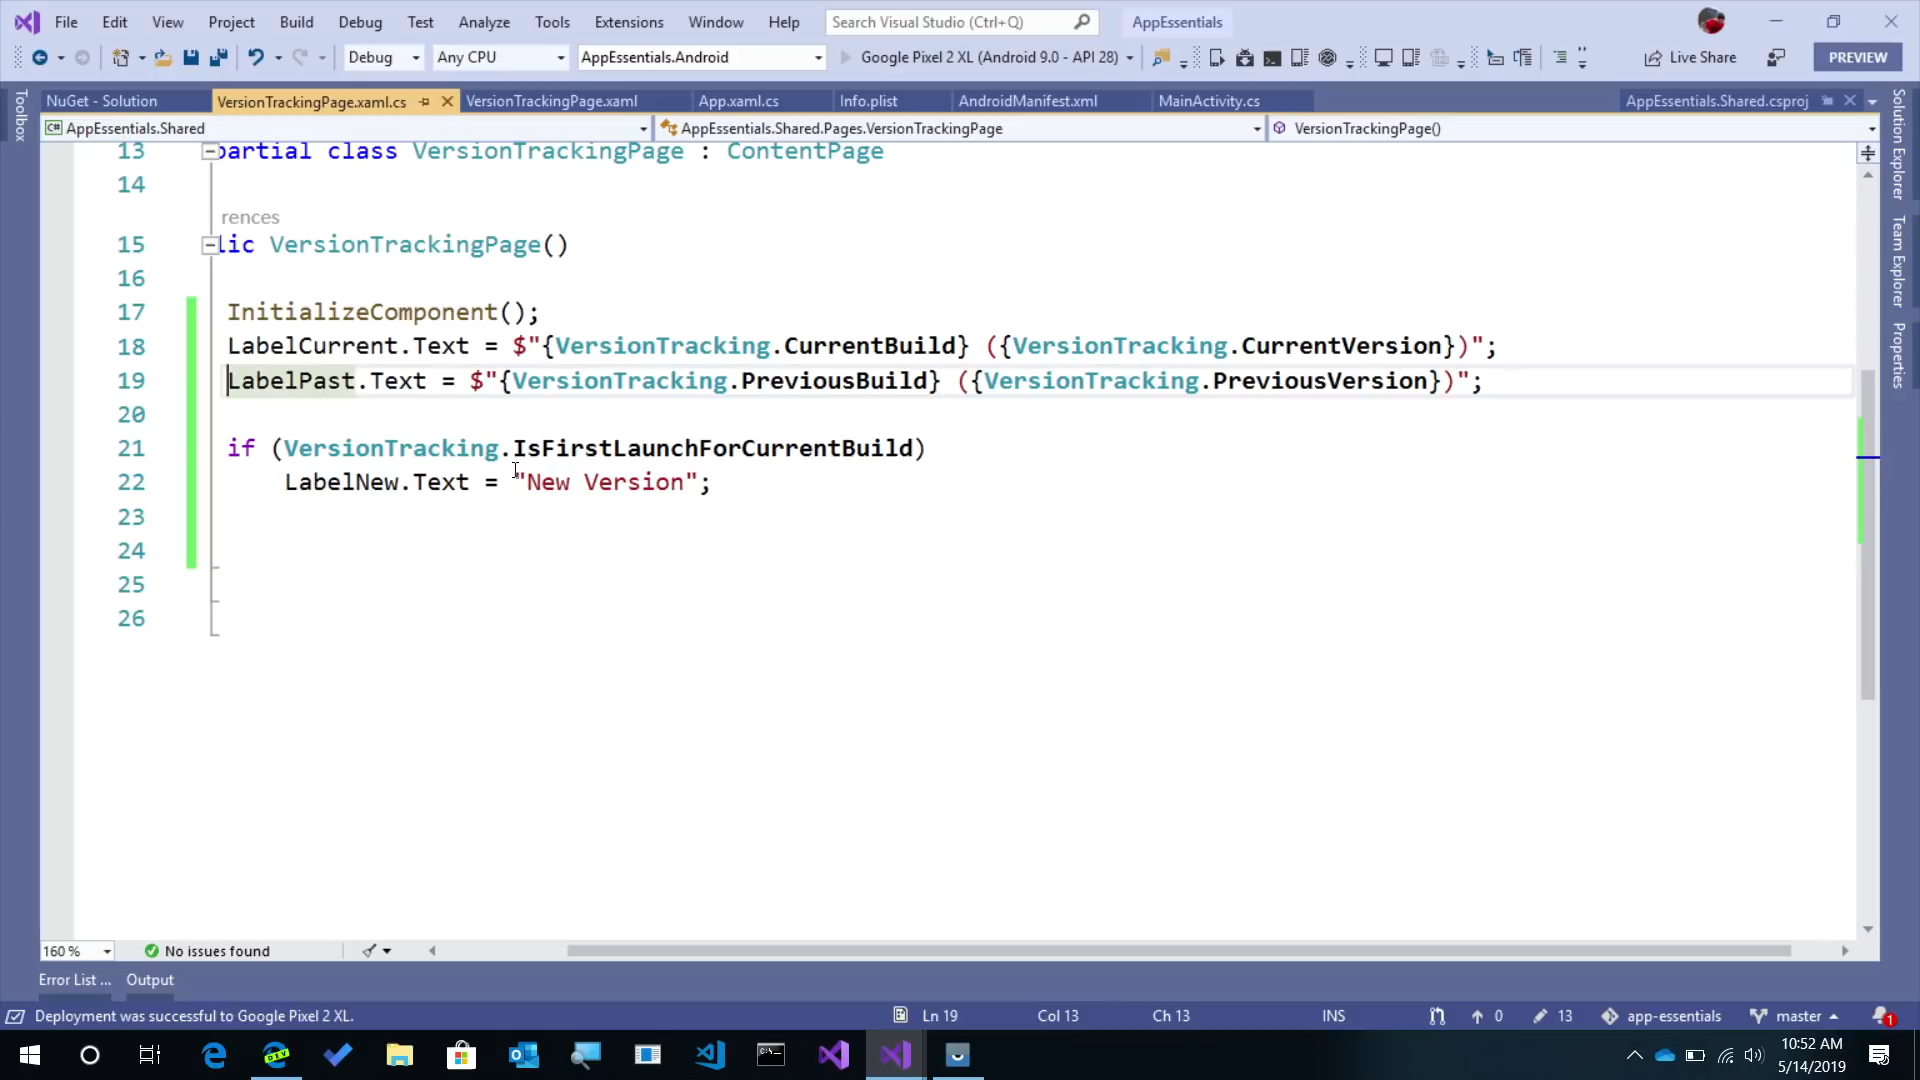 File Edit View Project Build Debug Test Analyze Tools Extensions Window Help Search Visual Studio (Ctrl+Q) AppEssentials
Debug Any CPU AppEssentials.Android Google Pixel 2 XL (Android 9.0 - API 28) Live Share PREVIEW
NuGet - Solution VersionTrackingPage.xaml.cs VersionTrackingPage.xaml App.xaml.cs Info.plist AndroidManifest.xml MainActivity.cs AppEssentials.Shared.csproj
C# AppEssentials.Shared AppEssentials.Shared.Pages.VersionTrackingPage VersionTrackingPage()
Toolbox
Solution Explorer
Team Explorer
Properties
13 partial class VersionTrackingPage : ContentPage
14
rences
15 lic VersionTrackingPage()
16
17 InitializeComponent();
18 LabelCurrent.Text = $"{VersionTracking.CurrentBuild} ({VersionTracking.CurrentVersion})";
19 LabelPast.Text = $"{VersionTracking.PreviousBuild} ({VersionTracking.PreviousVersion})";
20
21 if (VersionTracking.IsFirstLaunchForCurrentBuild)
22 LabelNew.Text = "New Version";
23
24
25
26
160 % No issues found
Error List ... Output
Deployment was successful to Google Pixel 2 XL. Ln 19 Col 13 Ch 13 INS 0 13 app-essentials master 1
DEV
10:52 AM
5/14/2019